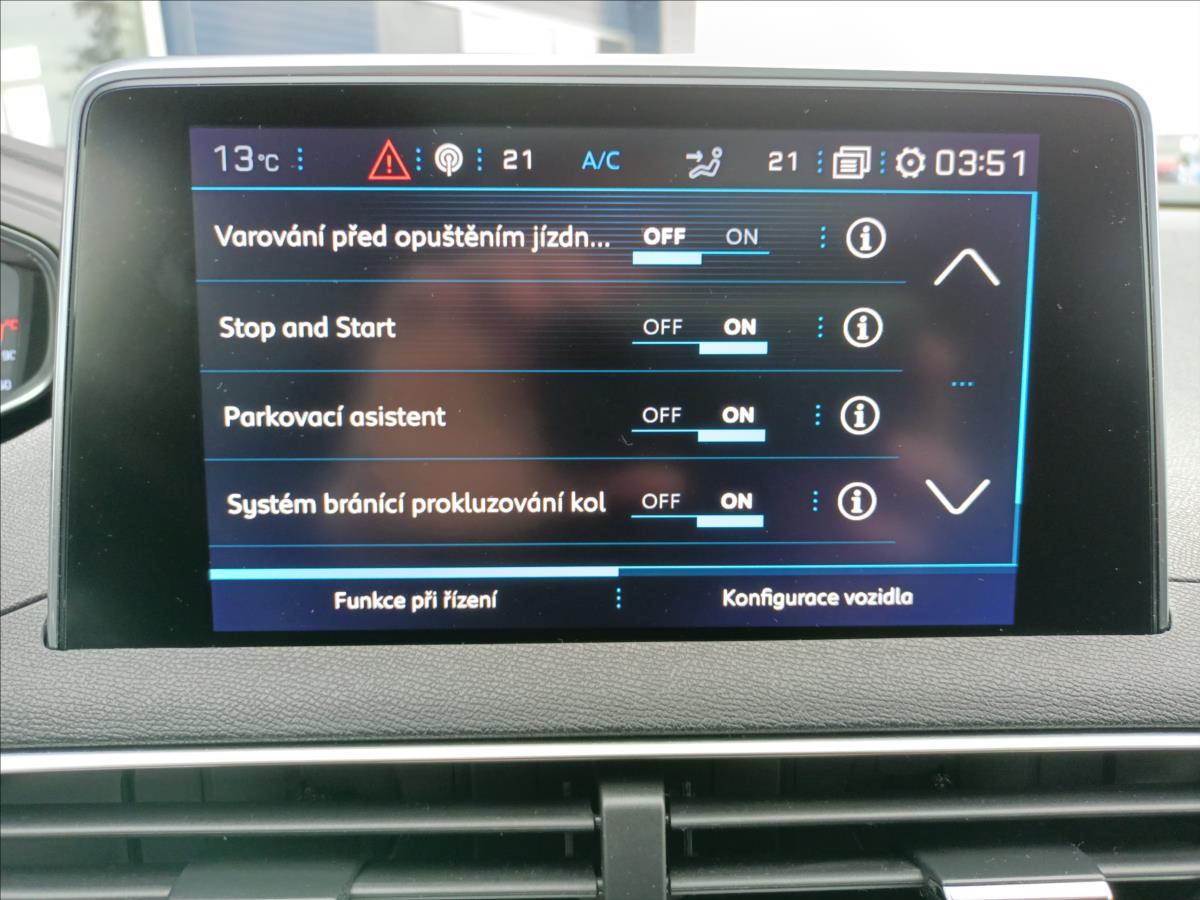 13°C 21 A/C 21 03:51
Varování před opuštěním jízdn... OFF ON
Stop and Start OFF ON
Parkovací asistent OFF ON
Systém bránící prokluzování kol OFF ON
Funkce při řízení Konfigurace vozidla